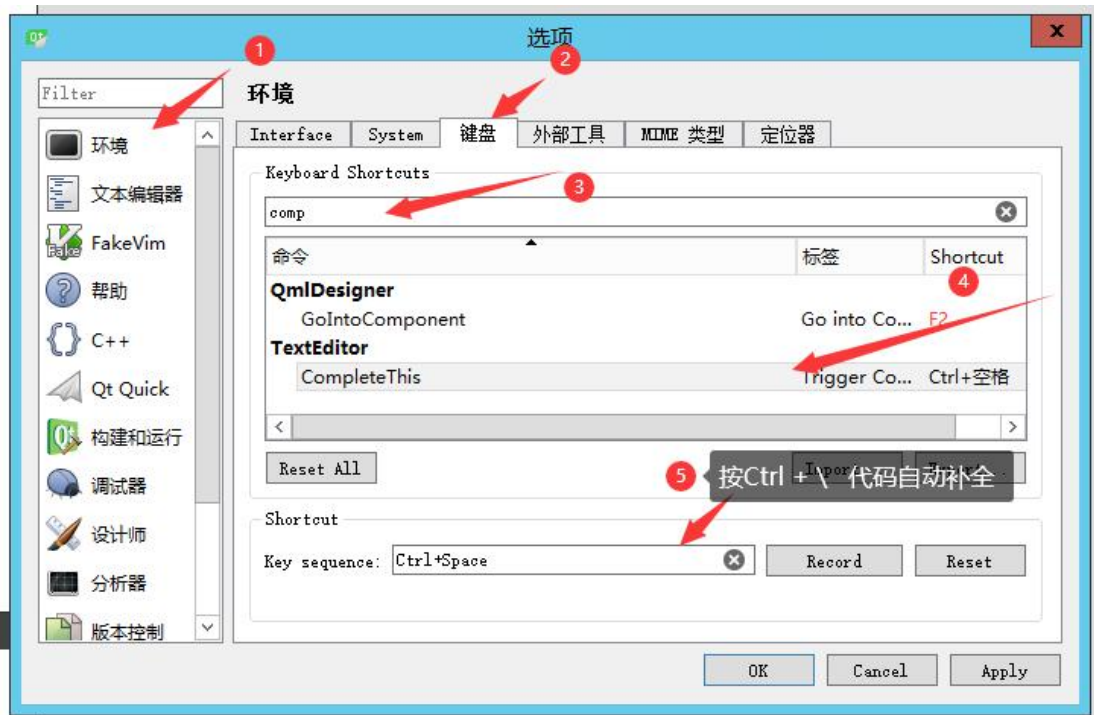 选项
1
2
Filter
环境
环境
文本编辑器
FakeVim
帮助
C++
Qt Quick
构建和运行
调试器
设计师
分析器
版本控制
Interface
System
键盘
外部工具
MIME 类型
定位器
Keyboard Shortcuts
3
comp
命令
标签
Shortcut
4
QmlDesigner
GoIntoComponent
Go into Co...
F2
TextEditor
CompleteThis
Trigger Co...
Ctrl+空格
Reset All
5
按Ctrl + \ 代码自动补全
Shortcut
Key sequence:
Ctrl+Space
Record
Reset
OK
Cancel
Apply